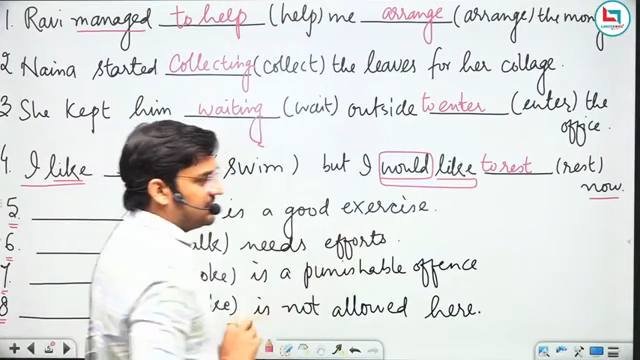 1. Ravi managed to help (help) me arrange (arrange) the mony
2 Naina started collecting (collect) the leaves for her collage.
3 She kept him waiting (wait) outside to enter (enter) the office.
4. I like swim) but I would like to rest (rest) now.
5. is a good exercise.
6. needs efforts.
7 is a punishable offence
8 is not allowed here.